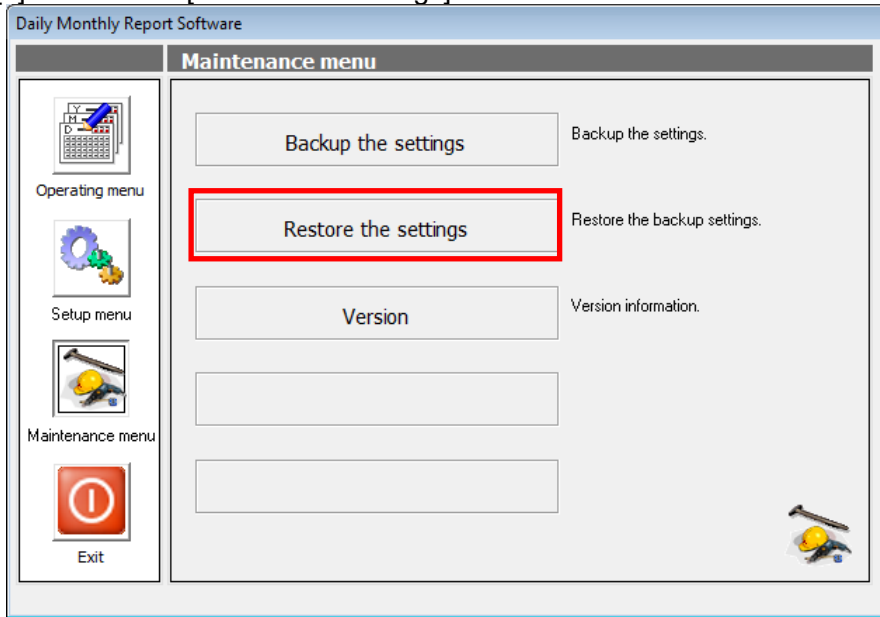 Daily Monthly Report Software
Maintenance menu
Y
M
D
Operating menu
Setup menu
Maintenance menu
Exit
Backup the settings
Backup the settings.
Restore the settings
Restore the backup settings.
Version
Version information.